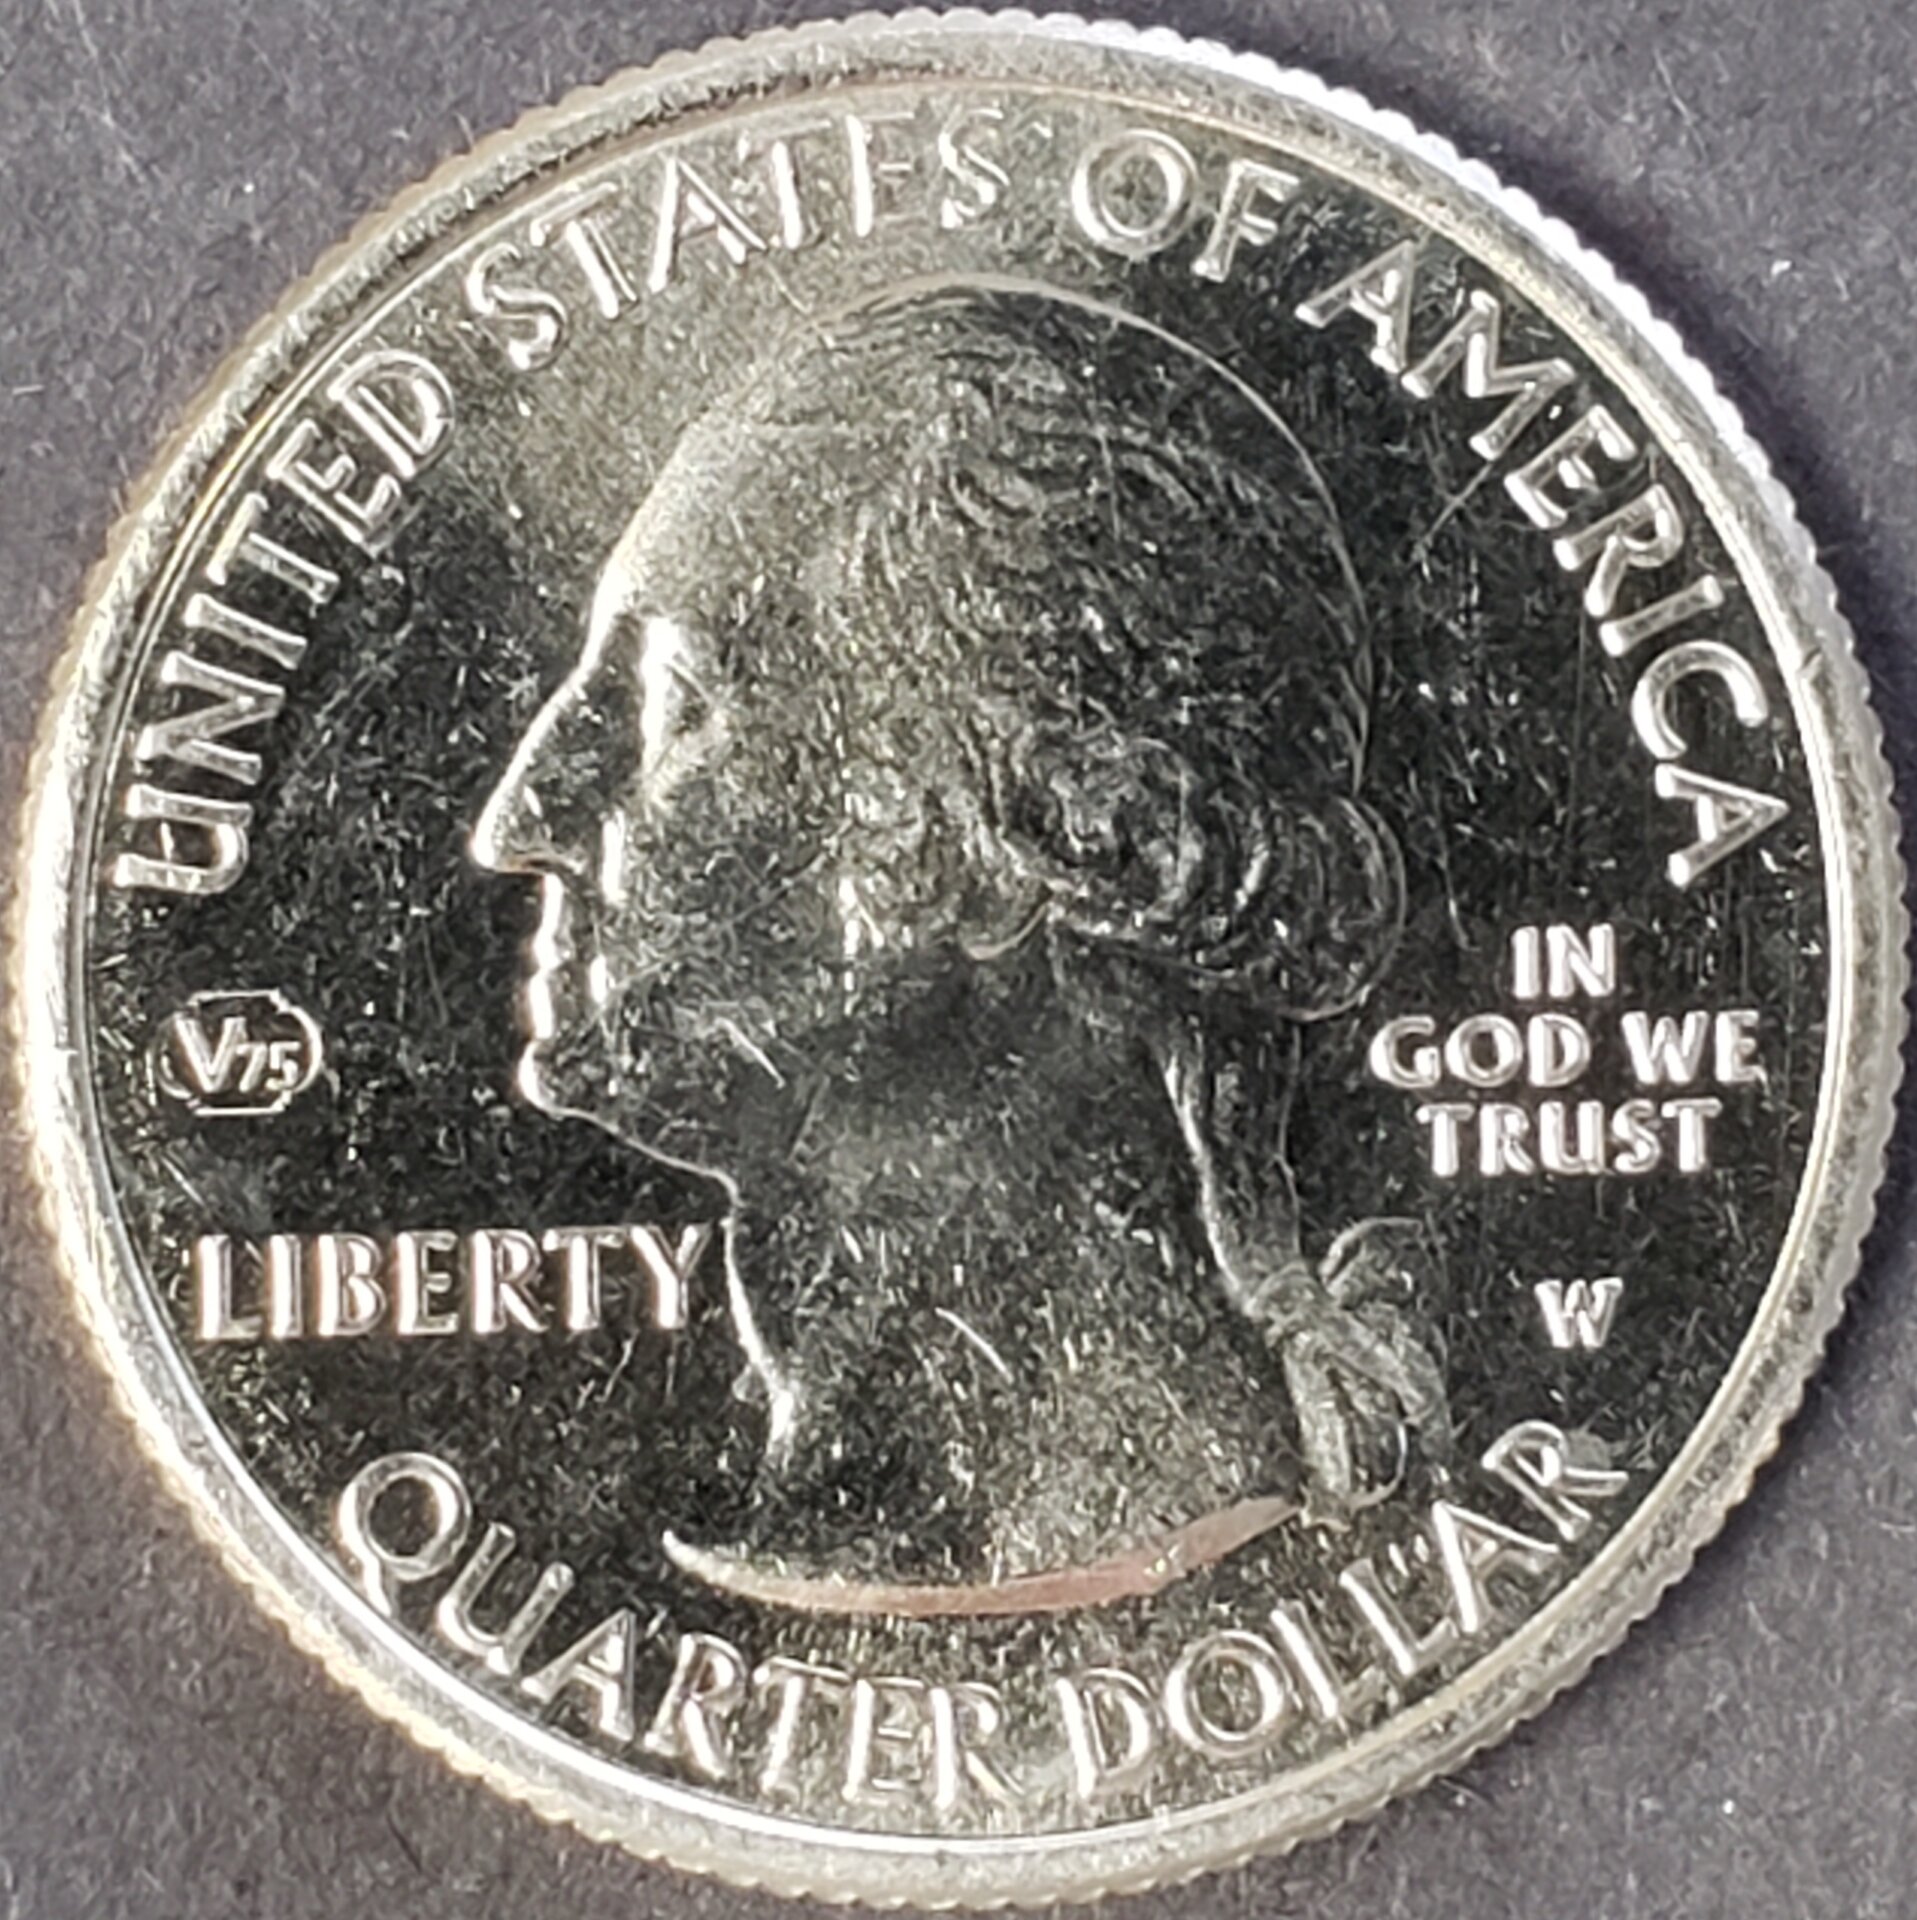 UNITED STATES OF AMERICA
V75
LIBERTY
IN
GOD WE
TRUST
W
QUARTER DOLLAR